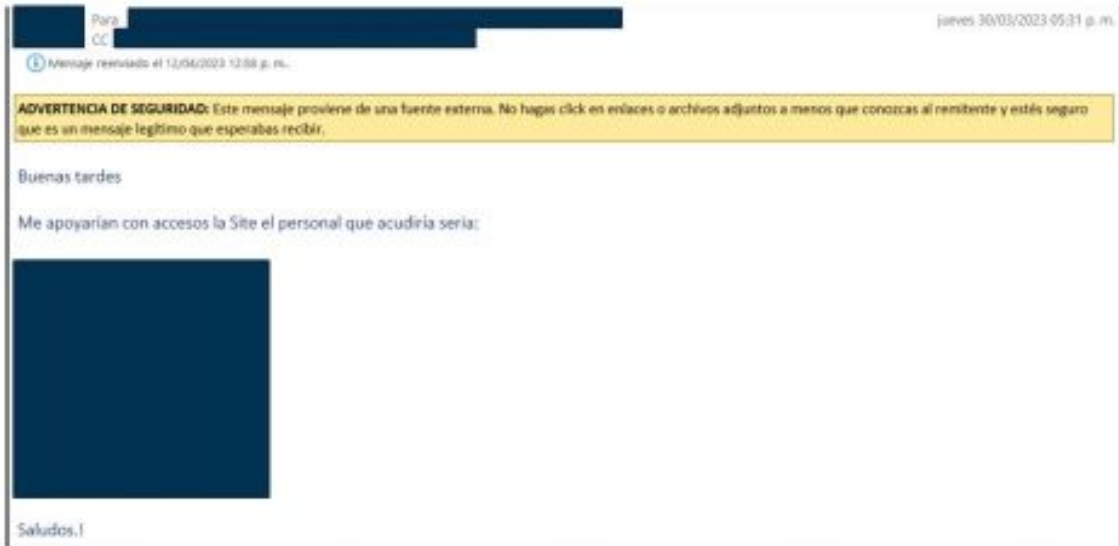 Para
jueves 30/03/2023 05:31 p. m.
CC
Mensaje reenviado el 12/04/2023 12:58 p. m..
ADVERTENCIA DE SEGURIDAD: Este mensaje proviene de una fuente externa. No hagas click en enlaces o archivos adjuntos a menos que conozcas al remitente y estés seguro
que es un mensaje legítimo que esperabas recibir.
Buenas tardes
Me apoyarían con accesos la Site el personal que acudiría seria:
Saludos.!